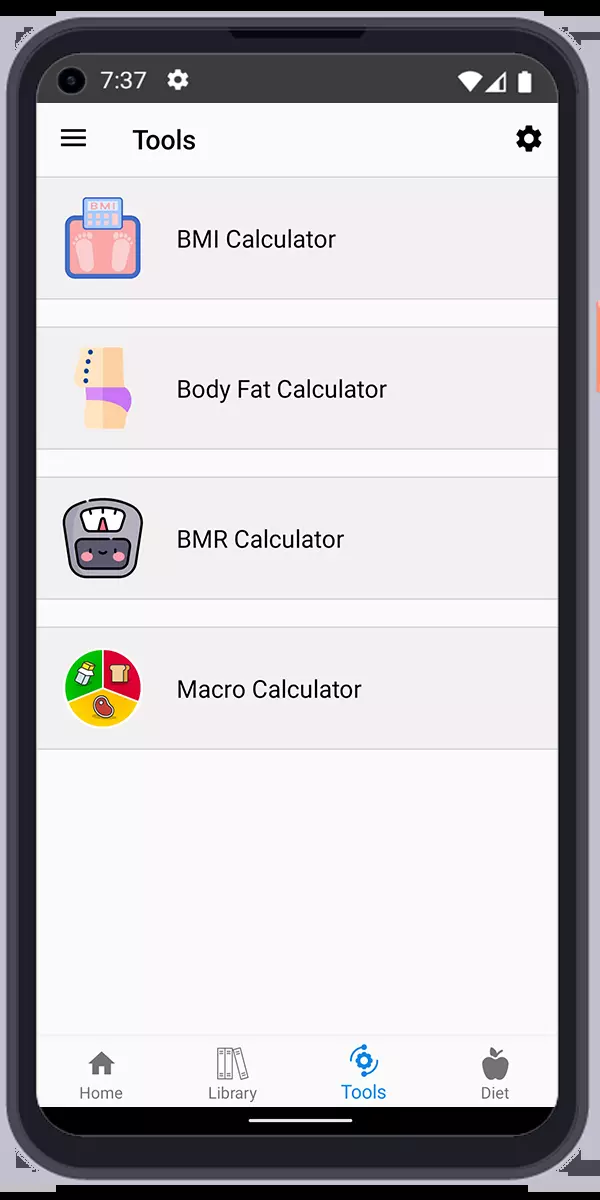 7:37
Tools
BMI
BMI Calculator
Body Fat Calculator
BMR Calculator
Macro Calculator
Home
Library
Tools
Diet